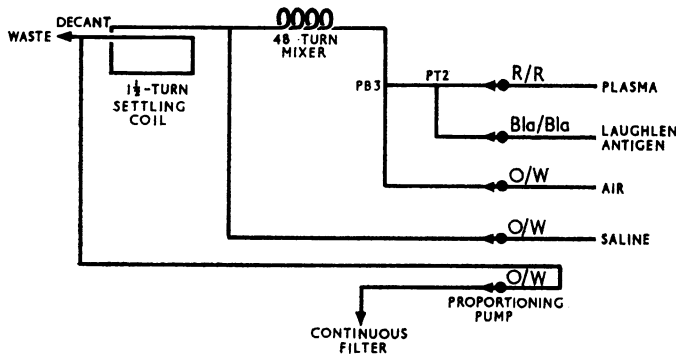 DECANT
WASTE
48-TURN
MIXER
1½-TURN
SETTLING
COIL
PB3
PT2
R/R
PLASMA
Bla/Bla
LAUGHLEN
ANTIGEN
O/W
AIR
O/W
SALINE
O/W
PROPORTIONING
PUMP
CONTINUOUS
FILTER